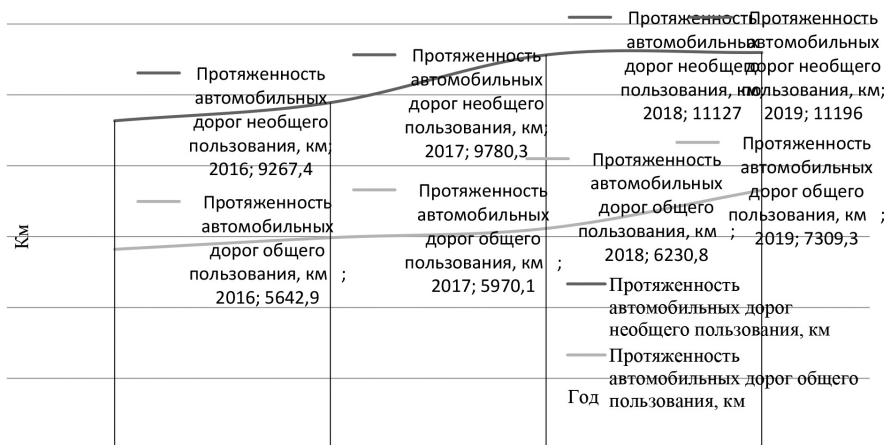 Км
Протяженность
автомобильных
дорог необщего
пользования, км;
2016; 9267,4
Протяженность
автомобильных
дорог необщего
пользования, км;
2017; 9780,3
Протяженность
автомобильных
дорог необщего
пользования, км;
2018; 11127
Протяженность
автомобильных
дорог необщего
пользования, км;
2019; 11196
Протяженность
автомобильных
дорог общего
пользования, км ;
2016; 5642,9
Протяженность
автомобильных
дорог общего
пользования, км ;
2017; 5970,1
Протяженность
автомобильных
дорог общего
пользования, км ;
2018; 6230,8
Протяженность
автомобильных
дорог общего
пользования, км ;
2019; 7309,3
Протяженность
автомобильных дорог
необщего пользования, км
Протяженность
автомобильных дорог общего
пользования, км
Год